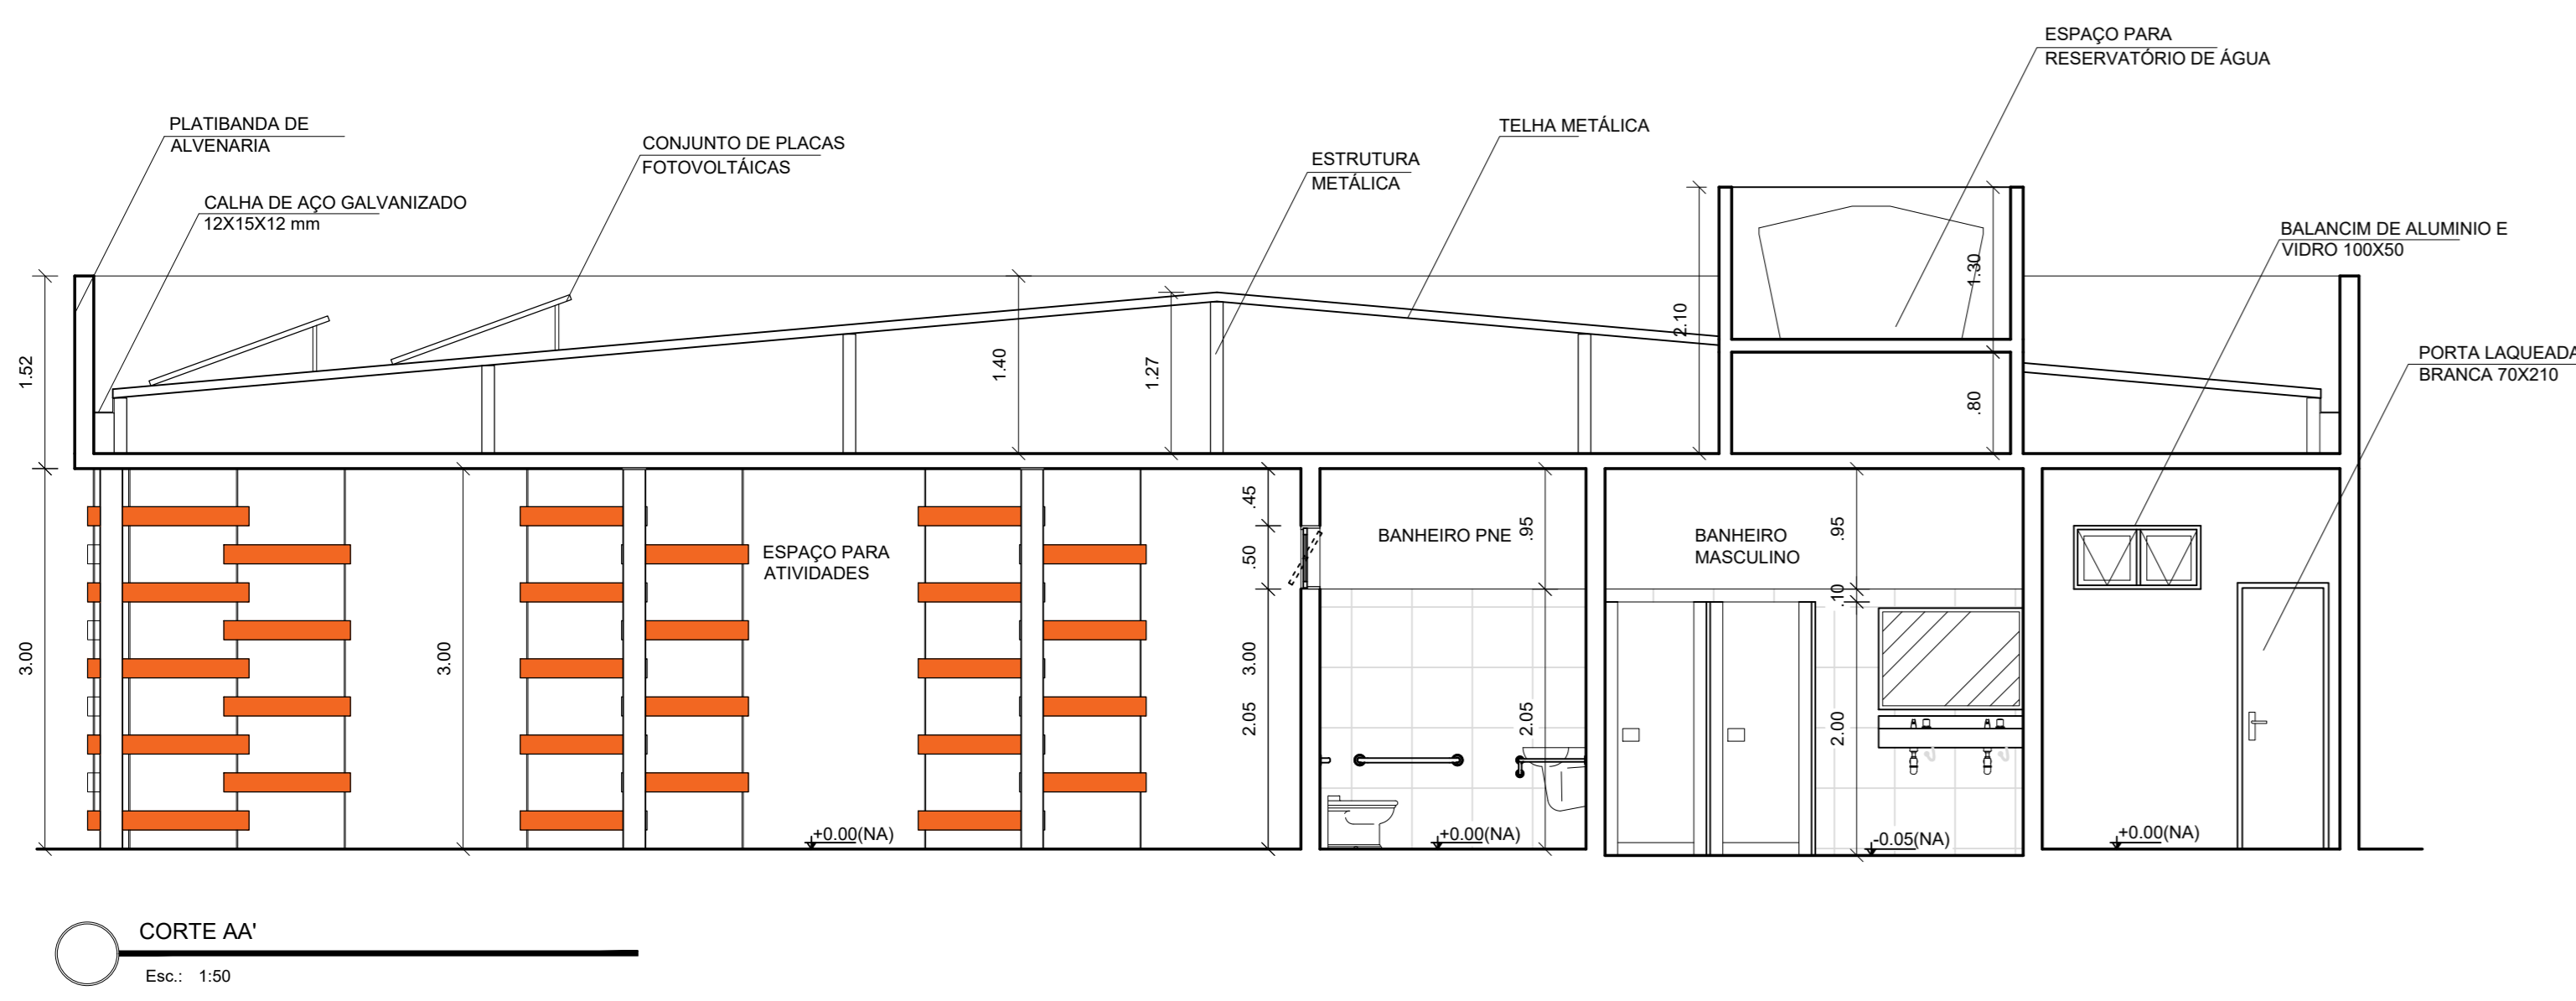 ESPAÇO PARA
RESERVATÓRIO DE ÁGUA
PLATIBANDA DE
ALVENARIA
CONJUNTO DE PLACAS
FOTOVOLTÁICAS
TELHA METÁLICA
ESTRUTURA
METÁLICA
CALHA DE AÇO GALVANIZADO
12X15X12 mm
BALANCIM DE ALUMINIO E
VIDRO 100X50
PORTA LAQUEADA
BRANCA 70X210
1.52
1.40
1.27
2.10
1.30
.80
3.00
3.00
.45
.50
3.00
2.05
.95
2.05
.95
.10
2.00
ESPAÇO PARA
ATIVIDADES
BANHEIRO PNE
BANHEIRO
MASCULINO
+0.00(NA)
+0.00(NA)
-0.05(NA)
+0.00(NA)
CORTE AA'
Esc.: 1:50